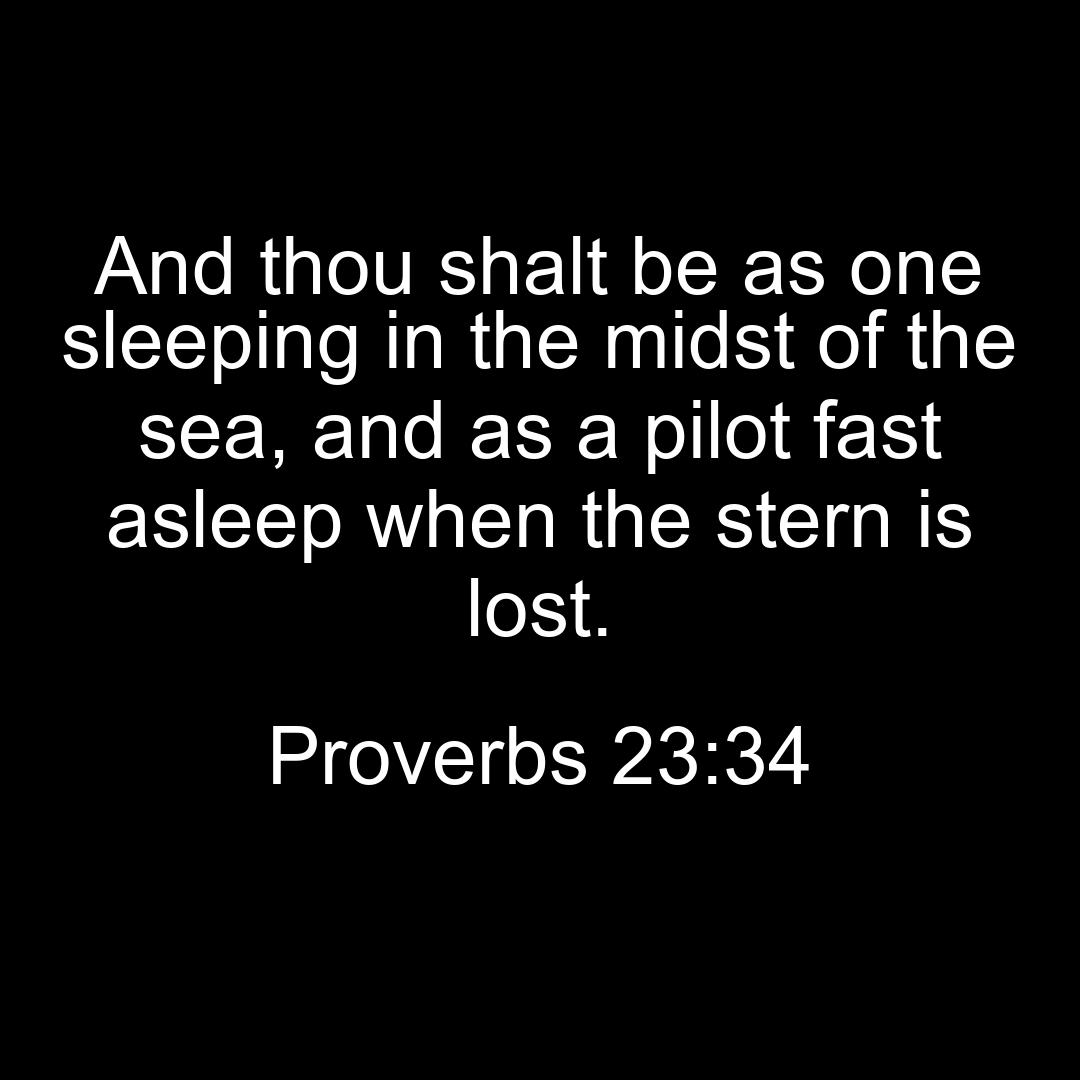 And thou shalt be as one
sleeping in the midst of the
sea, and as a pilot fast
asleep when the stern is
lost.
Proverbs 23:34